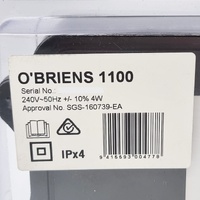 O'BRIENS 1100
Serial No.:
240V~50Hz +/- 10% 4W
Approval No. SGS-160739-EA
IPx4
9 416693 004778